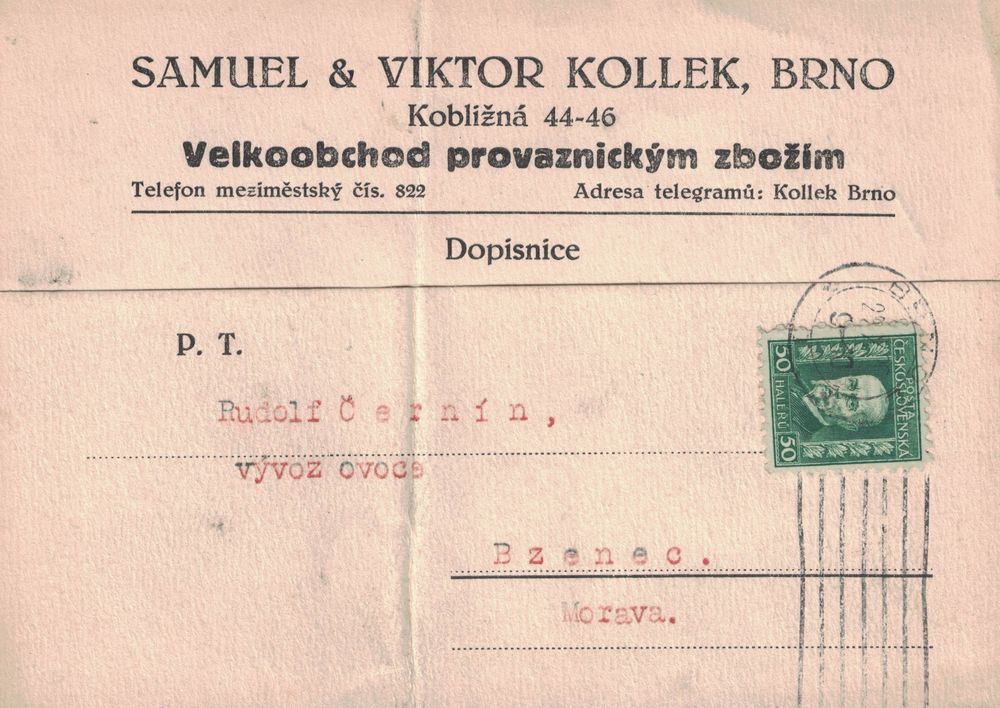 SAMUEL & VIKTOR KOLLEK, BRNO
Kobližná 44-46
Velkoobchod provaznickým zbožím
Telefon meziměstský čís. 822
Adresa telegramů: Kollek Brno
Dopisnice
P. T.
Rudolf Černín,
vývoz ovoce
Bzenec.
Morava.
POŠTA
ČESKOSLOVENSKÁ
50 HALERŮ 50